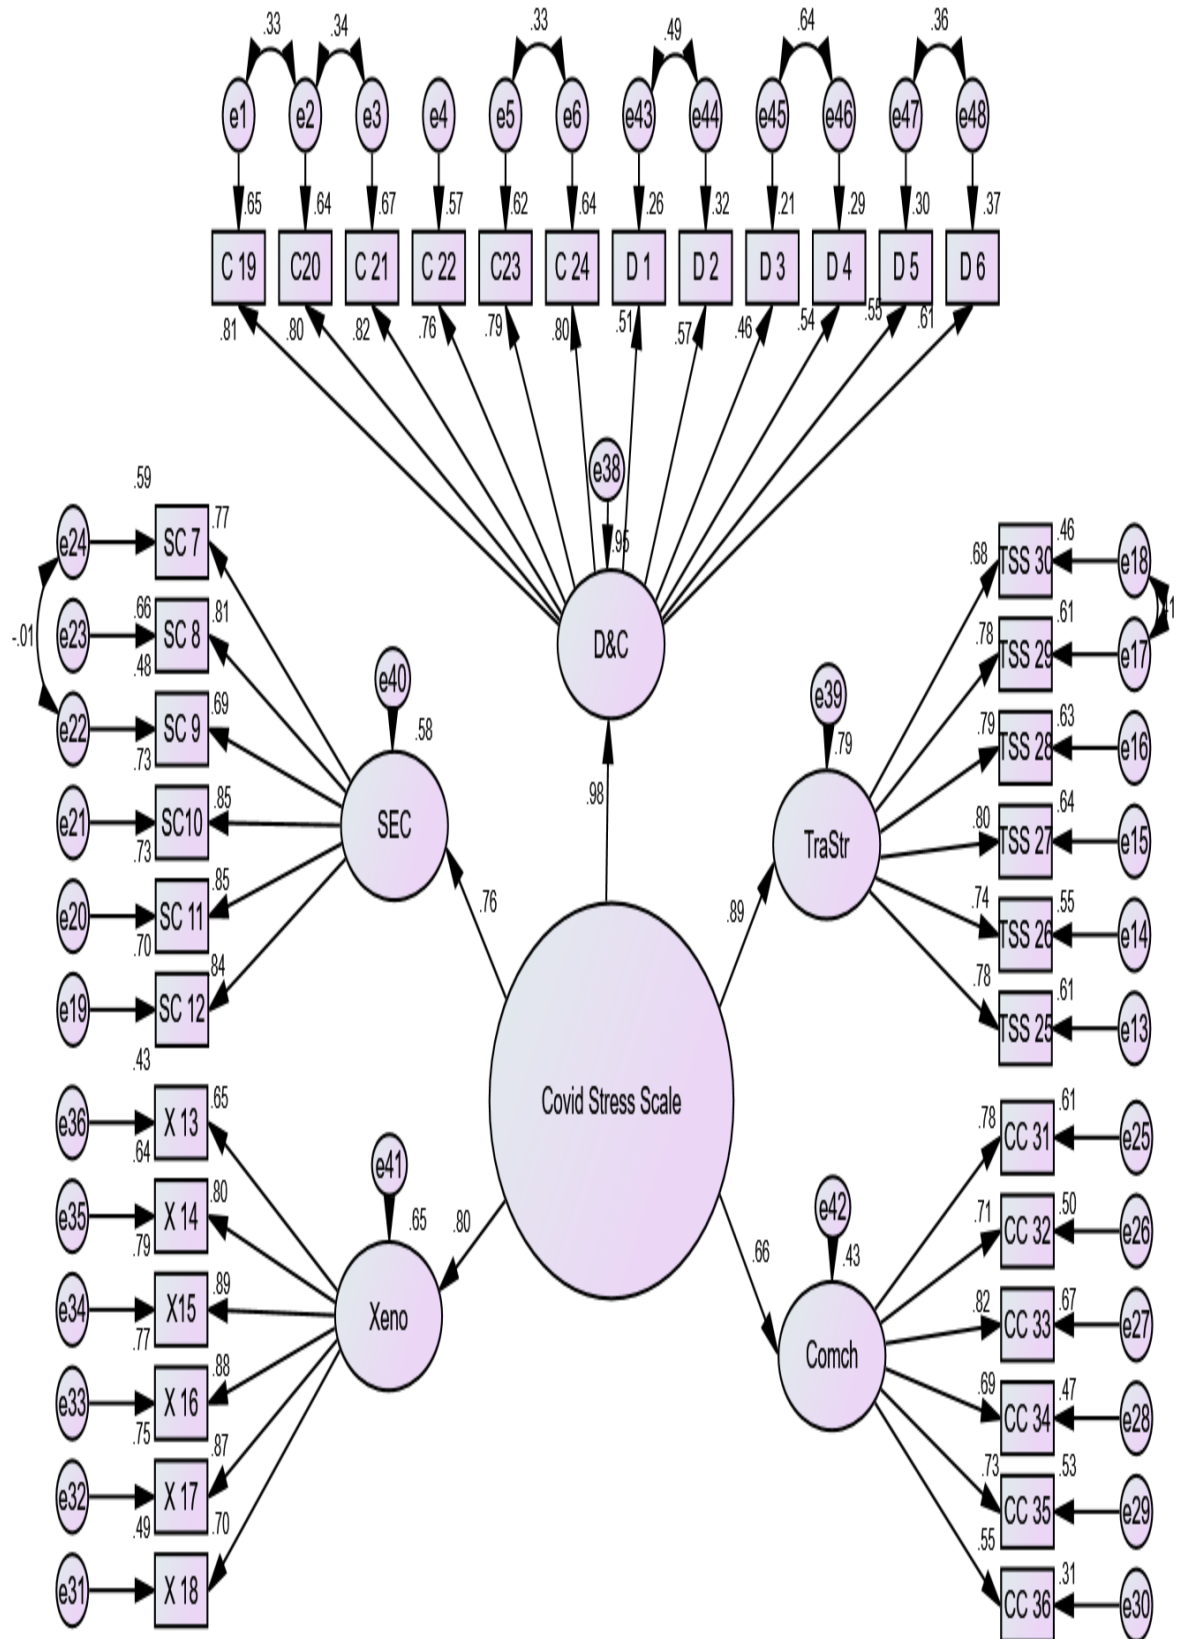 .33 .34 .33 .49 .64 .36
e1 e2 e3 e4 e5 e6 e43 e44 e45 e46 e47 e48
.65 .64 .67 .57 .62 .64 .26 .32 .21 .29 .30 .37
C 19 C20 C 21 C 22 C23 C 24 D 1 D 2 D 3 D 4 D 5 D 6
.81 .80 .82 .76 .79 .80 .51 .57 .46 .54 .55 .61
e38
.95
D&C
.98
.59
e24 SC 7 .77
.66
e23 SC 8 .81
-.01
.48
e22 SC 9 .69
.73
e21 SC10 .85
.73
e20 SC 11 .85
.70
e19 SC 12 .84
e40
.58
SEC
.76
.68 TSS 30 .46 e18
.78 TSS 29 .61 e17
.79 TSS 28 .63 e16
.80 TSS 27 .64 e15
.74 TSS 26 .55 e14
.78 TSS 25 .61 e13
e39
.79
TraStr
.89
Covid Stress Scale
.43
e36 X 13 .65
.64
e35 X 14 .80
.79
e34 X15 .89
.77
e33 X 16 .88
.75
e32 X 17 .87
.49
e31 X 18 .70
e41
.65
Xeno
.80
.78 CC 31 .61 e25
.71 CC 32 .50 e26
.82 CC 33 .67 e27
.69 CC 34 .47 e28
.73 CC 35 .53 e29
.55 CC 36 .31 e30
e42
.43
Comch
.66